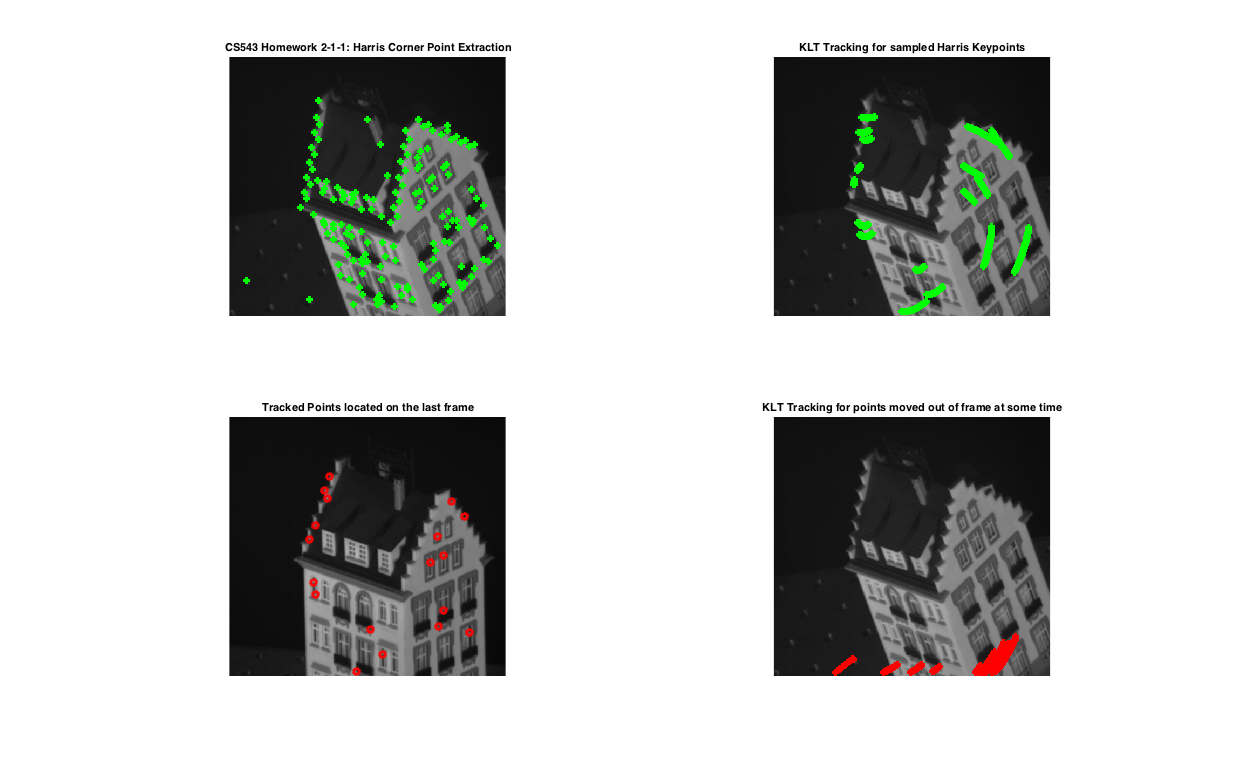 CS543 Homework 2-1-1: Harris Corner Point Extraction
KLT Tracking for sampled Harris Keypoints
Tracked Points located on the last frame
KLT Tracking for points moved out of frame at some time